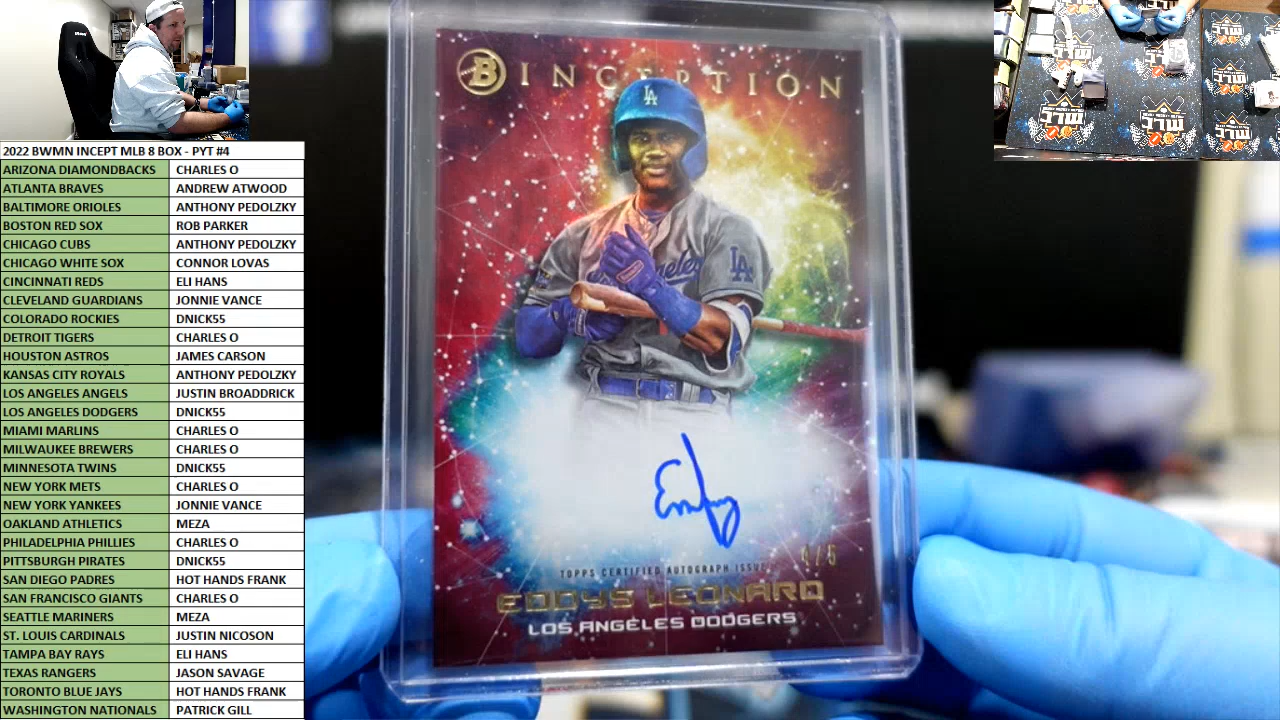 2022 BWMN INCEPT MLB 8 BOX - PYT #4
ARIZONA DIAMONDBACKS CHARLES O
ATLANTA BRAVES ANDREW ATWOOD
BALTIMORE ORIOLES ANTHONY PEDOLZKY
BOSTON RED SOX ROB PARKER
CHICAGO CUBS ANTHONY PEDOLZKY
CHICAGO WHITE SOX CONNOR LOVAS
CINCINNATI REDS ELI HANS
CLEVELAND GUARDIANS JONNIE VANCE
COLORADO ROCKIES DNICK55
DETROIT TIGERS CHARLES O
HOUSTON ASTROS JAMES CARSON
KANSAS CITY ROYALS ANTHONY PEDOLZKY
LOS ANGELES ANGELS JUSTIN BROADDRICK
LOS ANGELES DODGERS DNICK55
MIAMI MARLINS CHARLES O
MILWAUKEE BREWERS CHARLES O
MINNESOTA TWINS DNICK55
NEW YORK METS CHARLES O
NEW YORK YANKEES JONNIE VANCE
OAKLAND ATHLETICS MEZA
PHILADELPHIA PHILLIES CHARLES O
PITTSBURGH PIRATES DNICK55
SAN DIEGO PADRES HOT HANDS FRANK
SAN FRANCISCO GIANTS CHARLES O
SEATTLE MARINERS MEZA
ST. LOUIS CARDINALS JUSTIN NICOSON
TAMPA BAY RAYS ELI HANS
TEXAS RANGERS JASON SAVAGE
TORONTO BLUE JAYS HOT HANDS FRANK
WASHINGTON NATIONALS PATRICK GILL
B INCEPTION
LA
LA
4/5
TOPPS CERTIFIED AUTOGRAPH ISSUE
EDDYS LEONARD
LOS ANGELES DODGERS